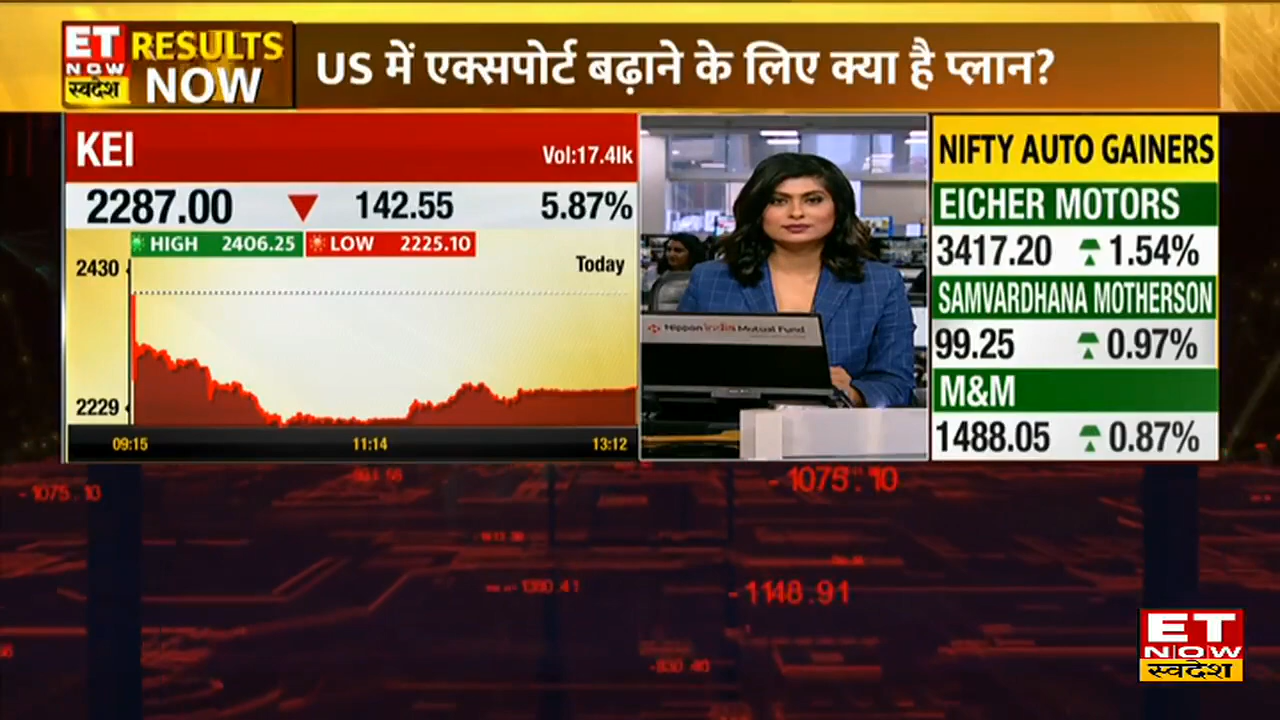 ET NOW स्वदेश
RESULTS NOW
US में एक्सपोर्ट बढ़ाने के लिए क्या है प्लान?
KEI
Vol:17.4lk
2287.00 142.55 5.87%
HIGH 2406.25 LOW 2225.10
2430
Today
2229
09:15 11:14 13:12
Nippon india Mutual Fund
NIFTY AUTO GAINERS
EICHER MOTORS
3417.20 1.54%
SAMVARDHANA MOTHERSON
99.25 0.97%
M&M
1488.05 0.87%
-1075.10
-1075.10
-1380.41
-1148.91
ET
NOW
स्वदेश